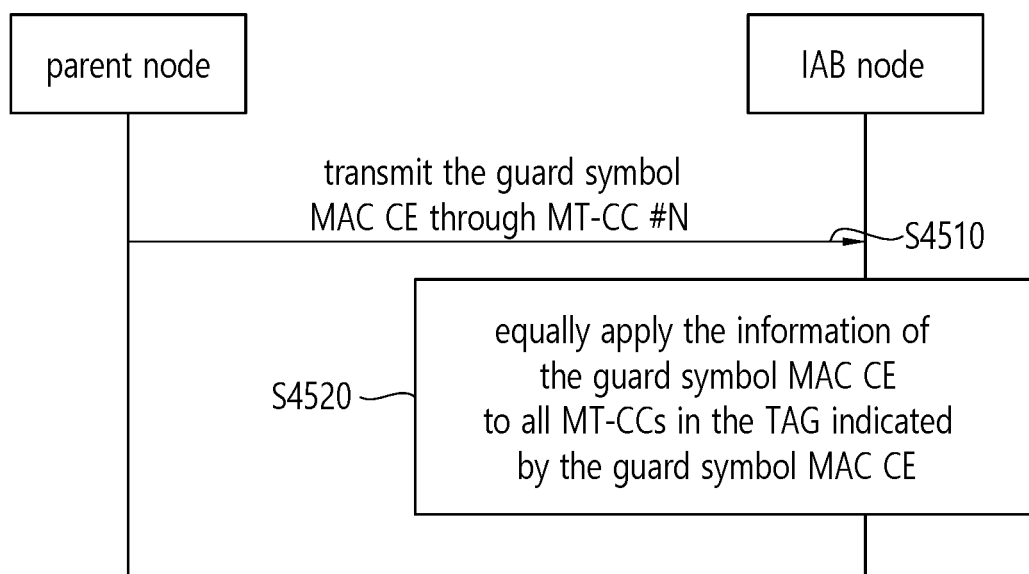 parent node
IAB node
transmit the guard symbol
MAC CE through MT-CC #N
S4510
equally apply the information of
the guard symbol MAC CE
to all MT-CCs in the TAG indicated
by the guard symbol MAC CE
S4520